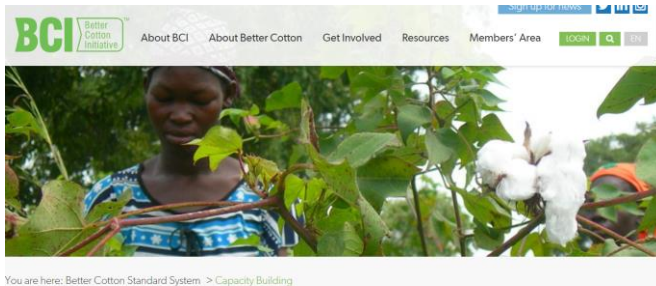 Sign up for news
BCI Better Cotton Initiative™
About BCI About Better Cotton Get Involved Resources Members' Area LOGIN EN
You are here: Better Cotton Standard System > Capacity Building